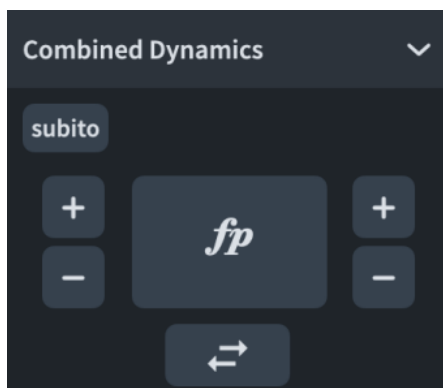 Combined Dynamics
subito
+ fp +
− −